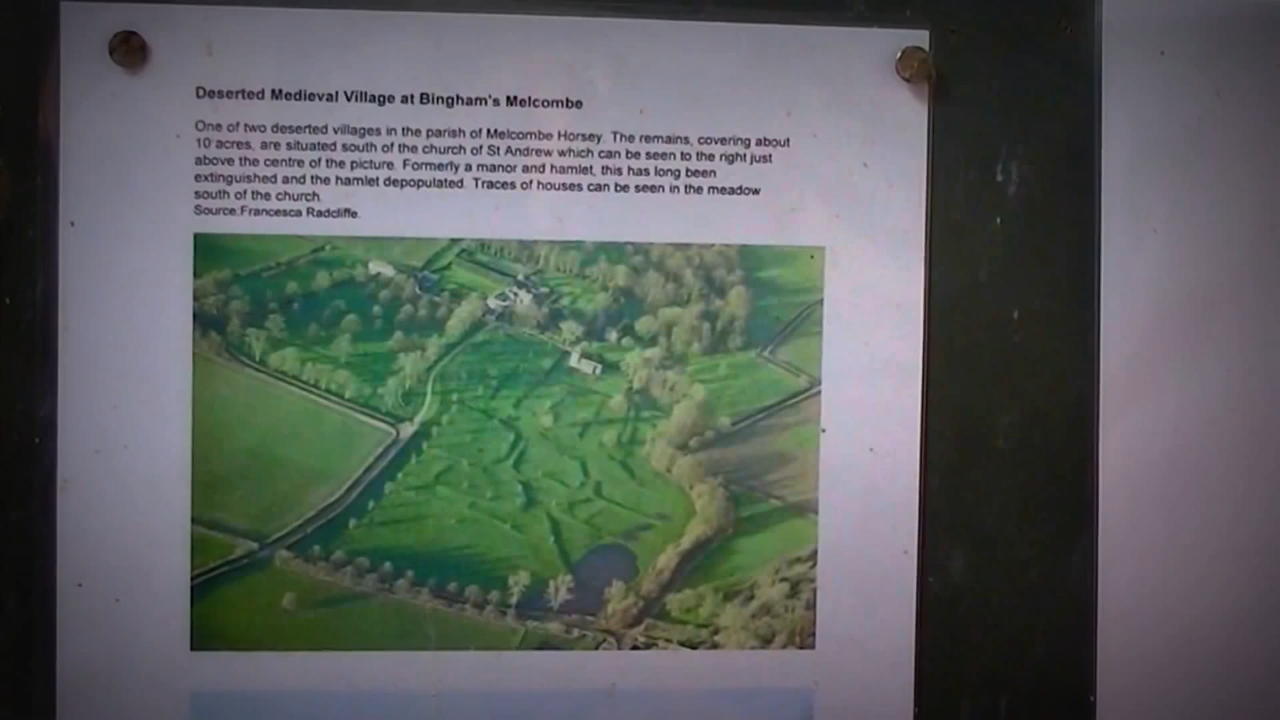 Deserted Medieval Village at Bingham's Melcombe
One of two deserted villages in the parish of Melcombe Horsey. The remains, covering about
10 acres, are situated south of the church of St Andrew which can be seen to the right just
above the centre of the picture. Formerly a manor and hamlet, this has long been
extinguished and the hamlet depopulated. Traces of houses can be seen in the meadow
south of the church.
Source:Francesca Radcliffe.